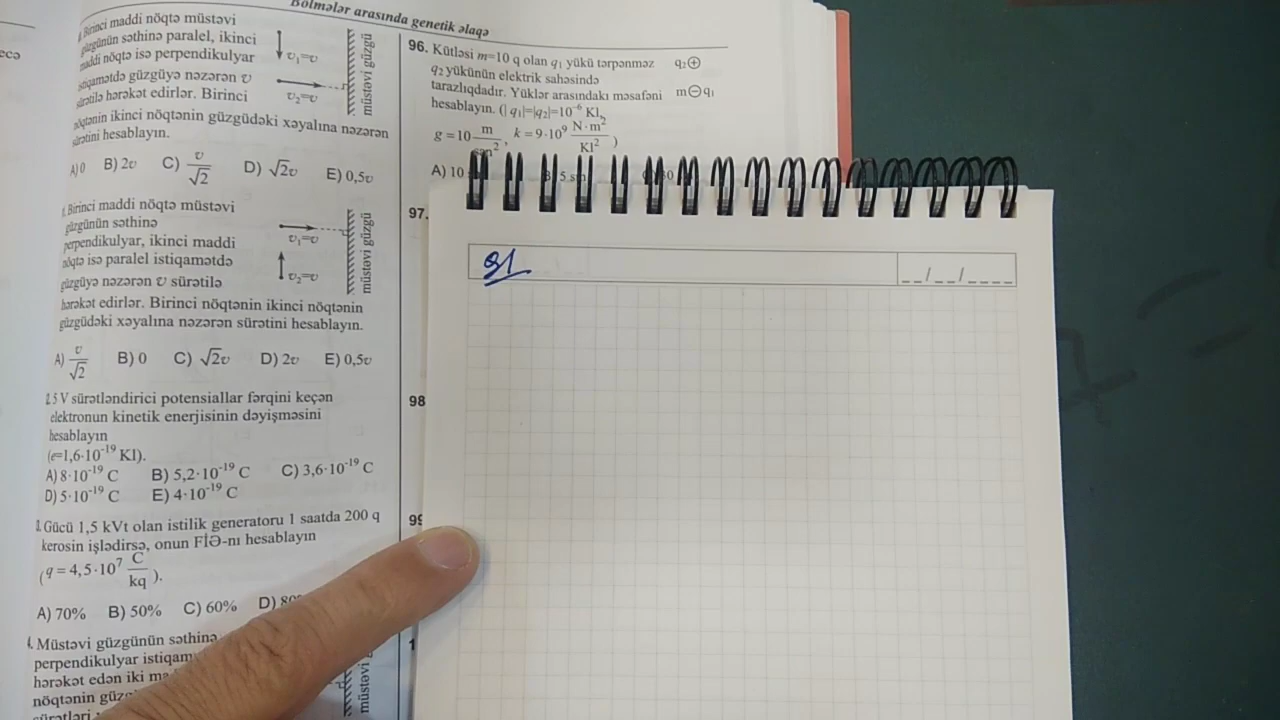 Bölmələr arasında genetik əlaqə
Birinci maddi nöqtə müstəvi
güzgünün səthinə paralel, ikinci
maddi nöqtə isə perpendikulyar
istiqamətdə güzgüyə nəzərən υ
sürətilə hərəkət edirlər. Birinci
nöqtənin ikinci nöqtənin güzgüdəki xəyalına nəzərən
sürətini hesablayın.
υ₁=υ
υ₂=υ
müstəvi güzgü
A) 0 B) 2υ C) υ/√2 D) √2υ E) 0,5υ
Birinci maddi nöqtə müstəvi
güzgünün səthinə
perpendikulyar, ikinci maddi
nöqtə isə paralel istiqamətdə
güzgüyə nəzərən υ sürətilə
hərəkət edirlər. Birinci nöqtənin ikinci nöqtənin
güzgüdəki xəyalına nəzərən sürətini hesablayın.
υ₁=υ
υ₂=υ
müstəvi güzgü
A) υ/√2 B) 0 C) √2υ D) 2υ E) 0,5υ
5 V sürətləndirici potensiallar fərqini keçən
elektronun kinetik enerjisinin dəyişməsini
hesablayın
(e=1,6·10⁻¹⁹ Kl).
A) 8·10⁻¹⁹ C B) 5,2·10⁻¹⁹ C C) 3,6·10⁻¹⁹ C
D) 5·10⁻¹⁹ C E) 4·10⁻¹⁹ C
Gücü 1,5 kVt olan istilik generatoru 1 saatda 200 q
kerosin işlədirsə, onun FİƏ-nı hesablayın
(q = 4,5·10⁷ C/kq).
A) 70% B) 50% C) 60% D) 80%
Müstəvi güzgünün səthinə
perpendikulyar istiqam
hərəkət edən iki ma
nöqtənin güzg
sürətləri
müstəvi
96. Kütləsi m=10 q olan q₁ yükü tərpənməz
q₂ yükünün elektrik sahəsində
tarazlıqdadır. Yüklər arasındakı məsafəni
hesablayın. (|q₁|=|q₂|=10⁻⁶ Kl,
g = 10 m/san², k = 9·10⁹ N·m²/Kl²)
q₂⊕
m⊖q₁
A) 10
97.
98
99
1
91
__/__/____